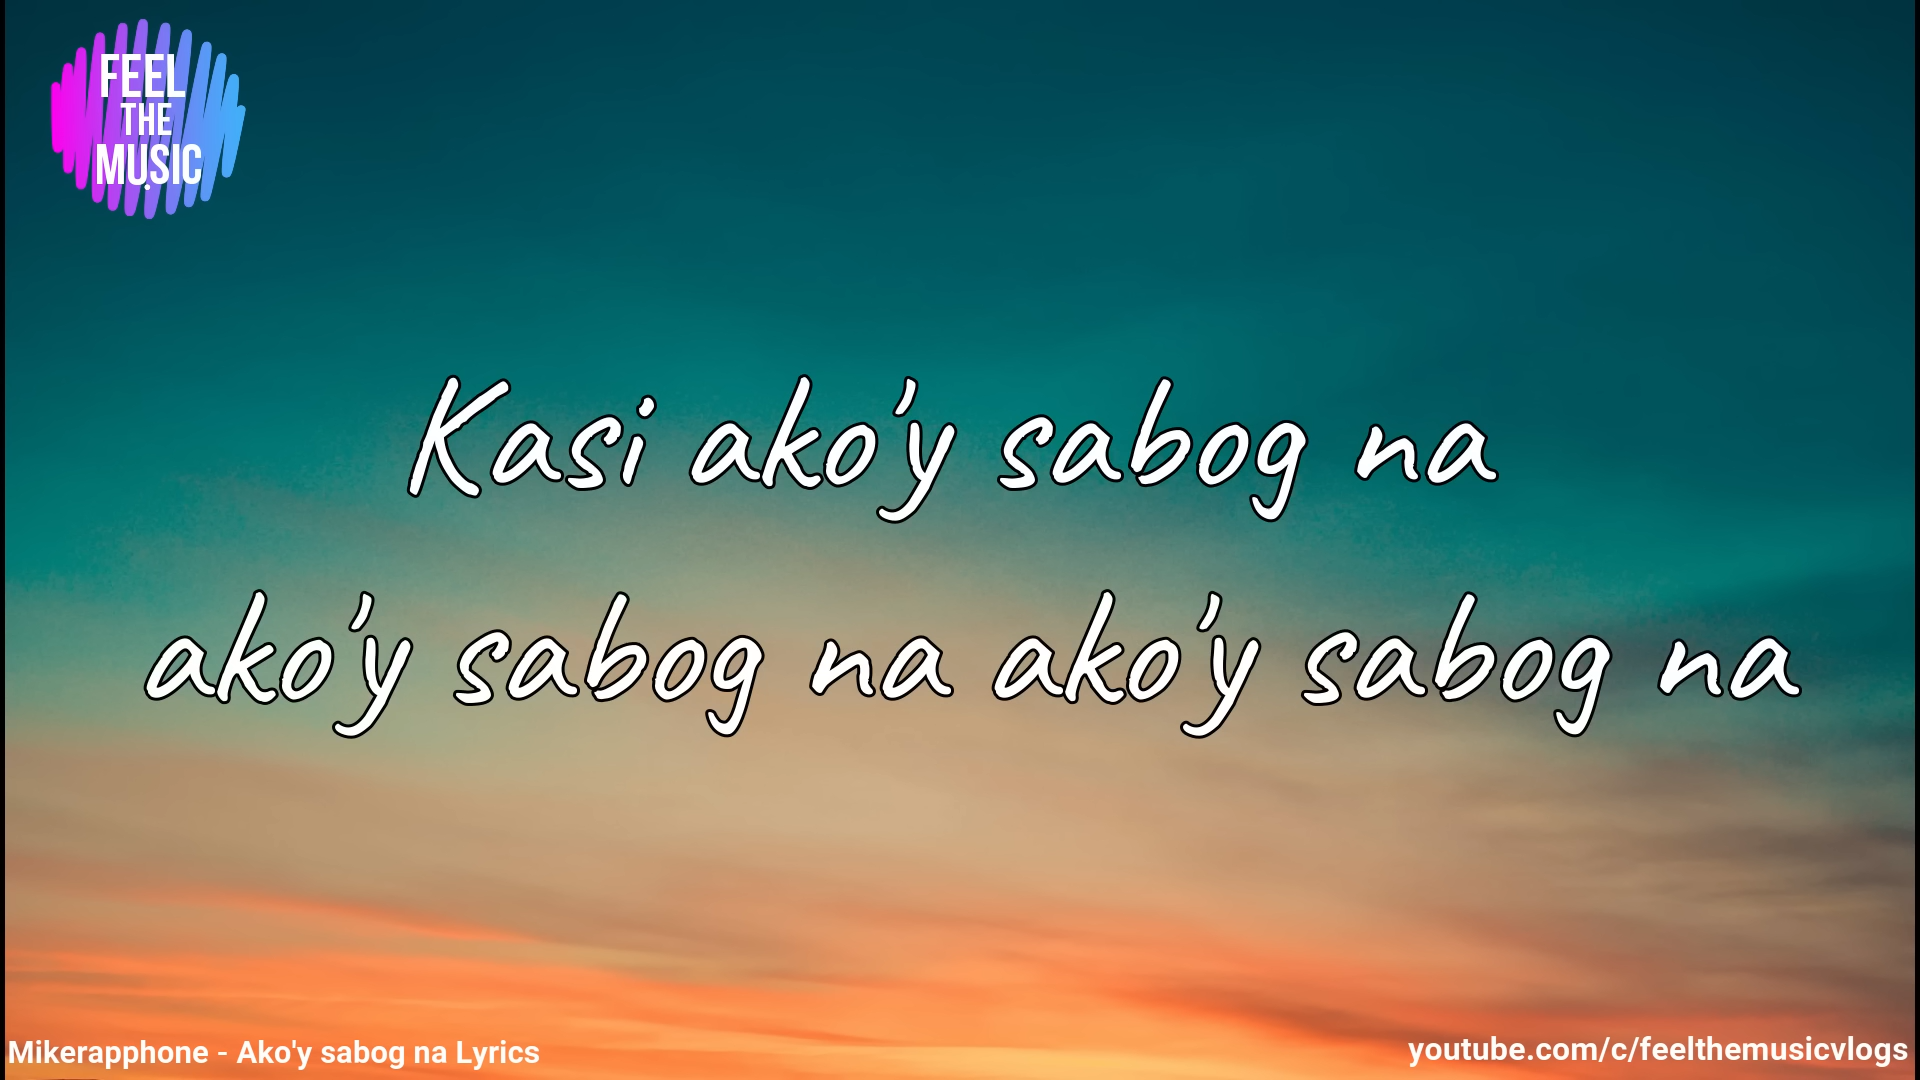 FEEL
THE
MUSIC
Kasi ako'y sabog na
ako'y sabog na ako'y sabog na
Mikerapphone - Ako'y sabog na Lyrics
youtube.com/c/feelthemusicvlogs